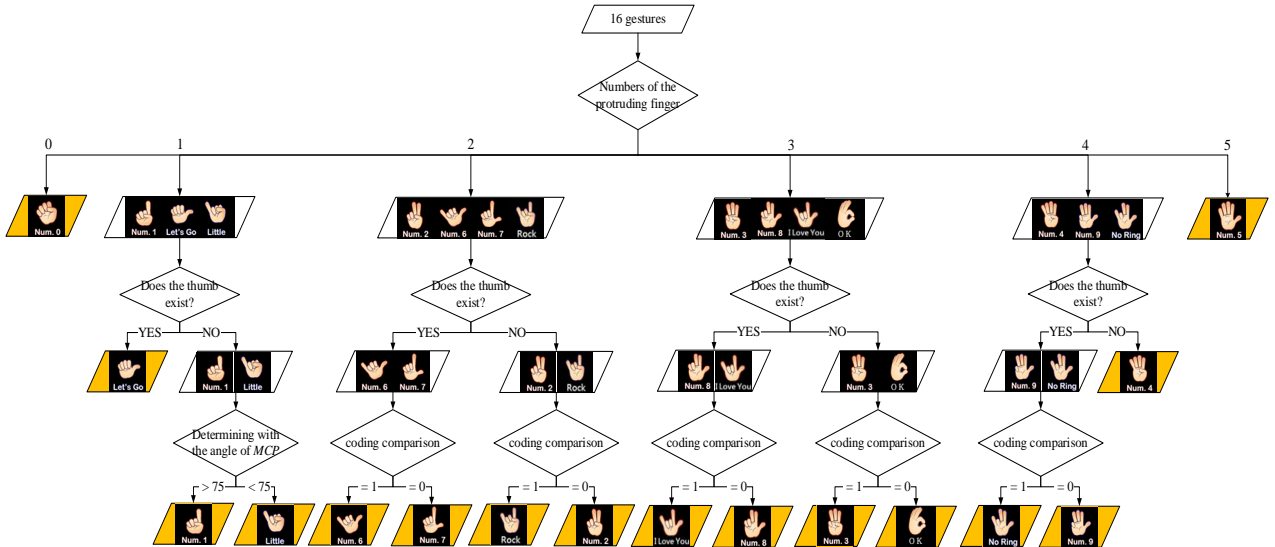 16 gestures
Numbers of the
protruding finger
0 1 2 3 4 5
Num. 0
Num. 1 Let's Go Little
Num. 2 Num. 6 Num. 7 Rock
Num. 3 Num. 8 I Love You O K
Num. 4 Num. 9 No Ring
Num. 5
Does the thumb
exist?
Does the thumb
exist?
Does the thumb
exist?
Does the thumb
exist?
YES NO
YES NO
YES NO
YES NO
Let's Go
Num. 1 Little
Num. 6 Num. 7
Num. 2 Rock
Num. 8 I Love You
Num. 3 O K
Num. 9 No Ring
Num. 4
Determining with
the angle of MCP
coding comparison
coding comparison
coding comparison
coding comparison
coding comparison
> 75 < 75
= 1 = 0
= 1 = 0
= 1 = 0
= 1 = 0
= 1 = 0
Num. 1
Little
Num. 6
Num. 7
Rock
Num. 2
I Love You
Num. 8
Num. 3
O K
No Ring
Num. 9